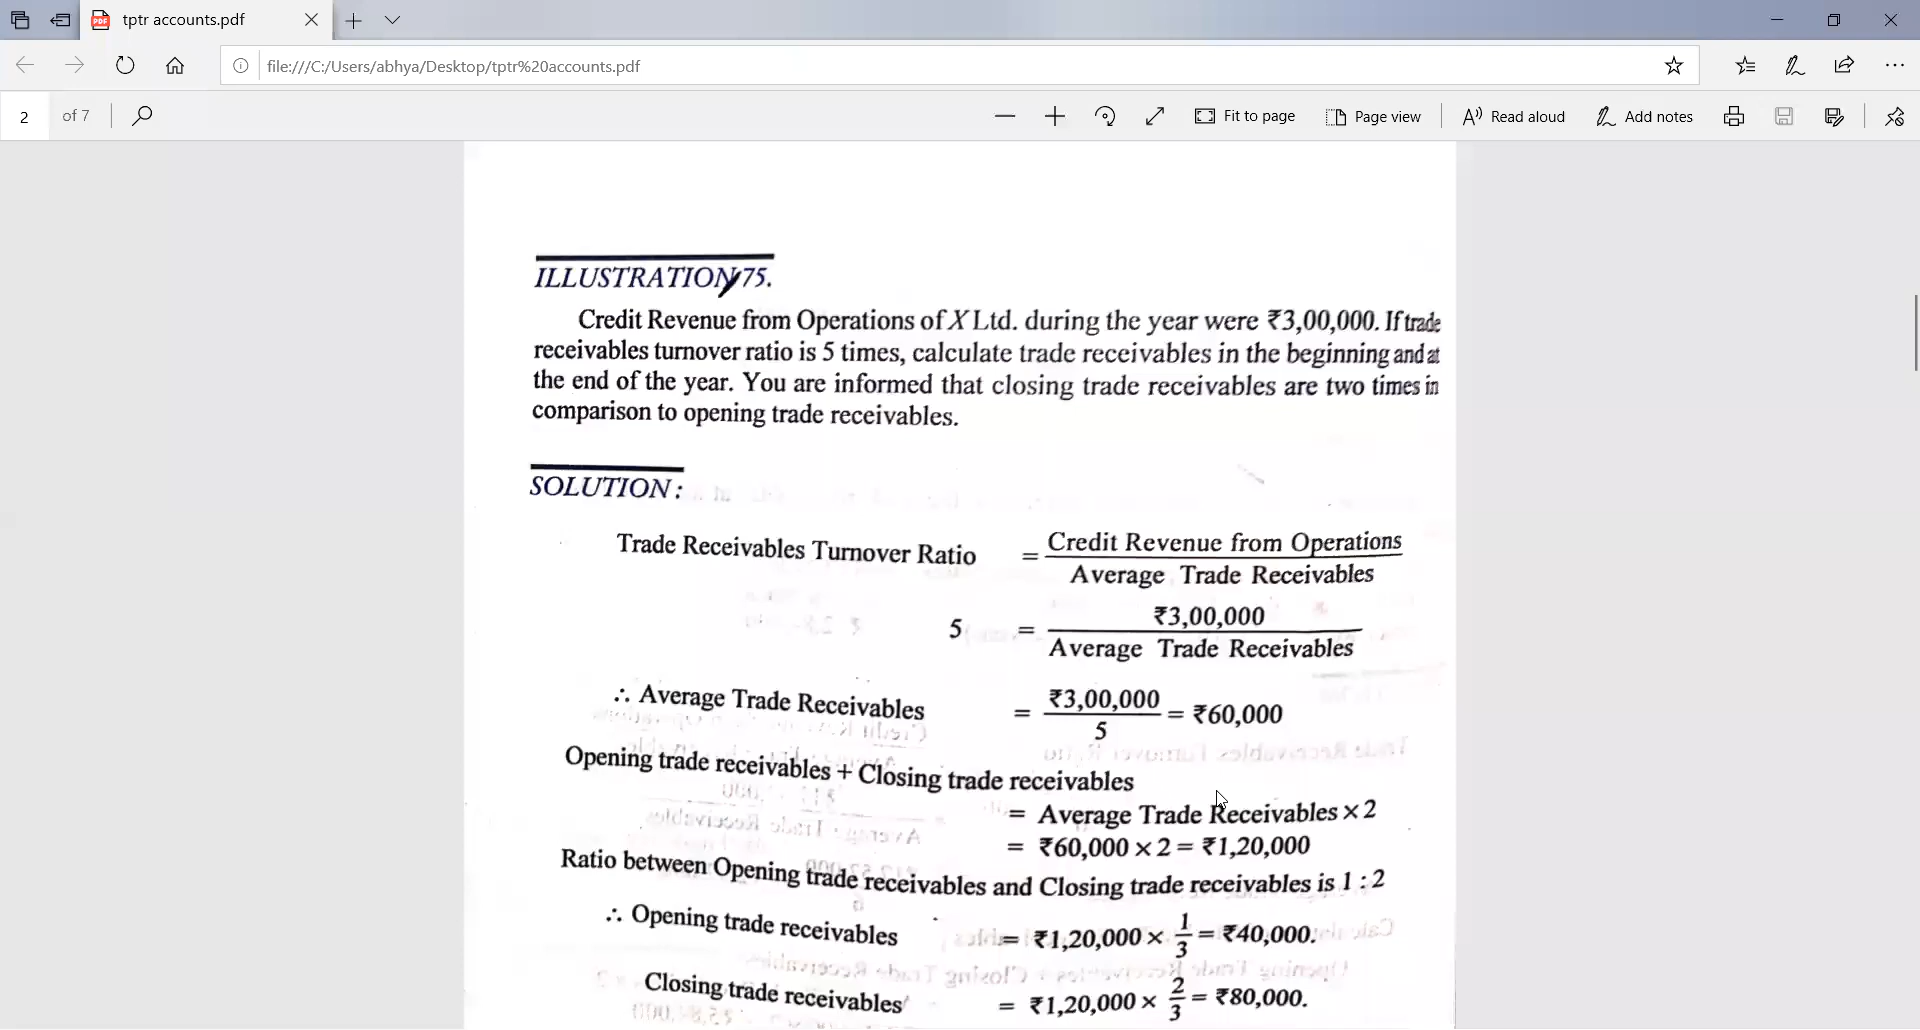 tptr accounts.pdf
file:///C:/Users/abhya/Desktop/tptr%20accounts.pdf
2 of 7
Fit to page
Page view
Read aloud
Add notes
ILLUSTRATION 75.
Credit Revenue from Operations of X Ltd. during the year were ₹3,00,000. If trade
receivables turnover ratio is 5 times, calculate trade receivables in the beginning and at
the end of the year. You are informed that closing trade receivables are two times in
comparison to opening trade receivables.
SOLUTION :
Trade Receivables Turnover Ratio = Credit Revenue from Operations / Average Trade Receivables
5 = ₹3,00,000 / Average Trade Receivables
∴ Average Trade Receivables = ₹3,00,000 / 5 = ₹60,000
Opening trade receivables + Closing trade receivables
= Average Trade Receivables × 2
= ₹60,000 × 2 = ₹1,20,000
Ratio between Opening trade receivables and Closing trade receivables is 1 : 2
∴ Opening trade receivables = ₹1,20,000 × 1/3 = ₹40,000.
Closing trade receivables = ₹1,20,000 × 2/3 = ₹80,000.